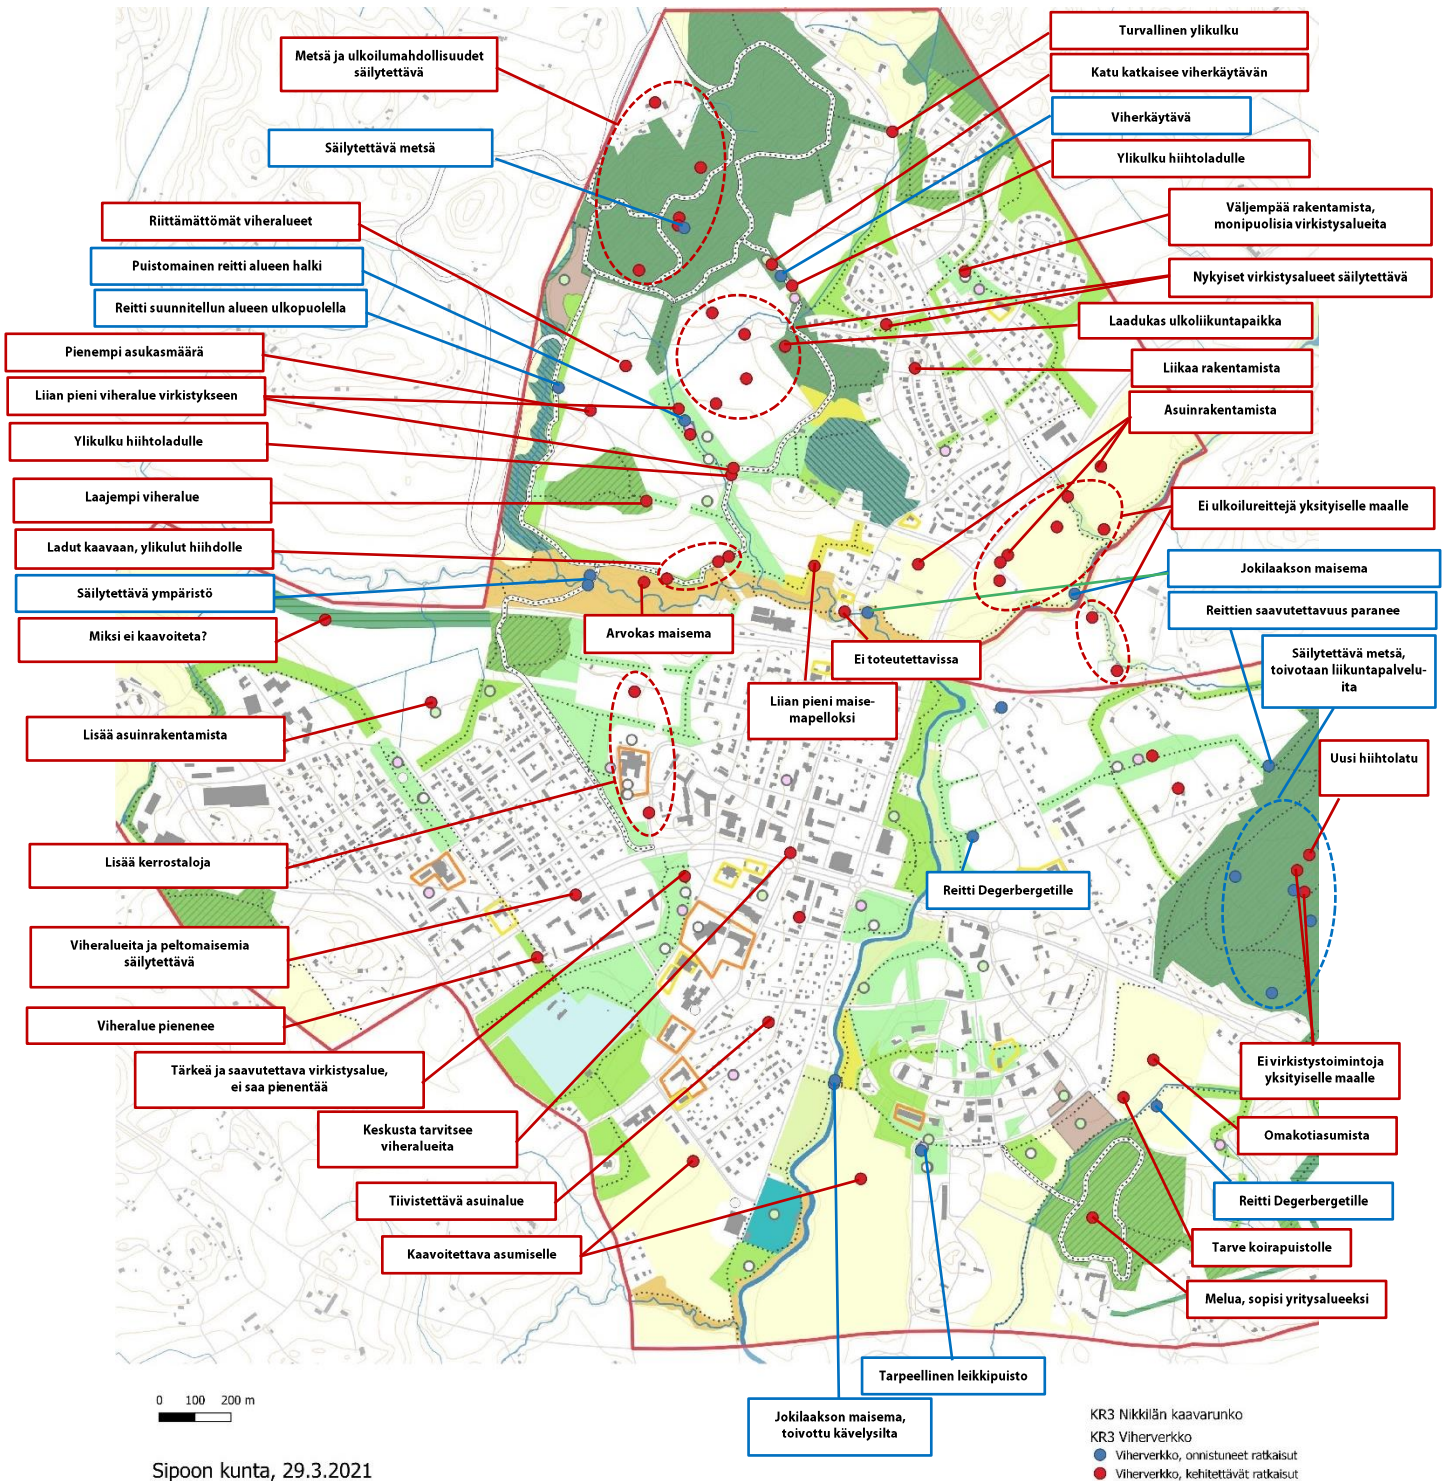 Turvallinen ylikulku
Metsä ja ulkoilumahdollisuudet
säilytettävä
Katu katkaisee viherkäytävän
Viherkäytävä
Säilytettävä metsä
Ylikulku hiihtoladulle
Väljempää rakentamista,
monipuolisia virkistysalueita
Riittämättömät viheralueet
Puistomainen reitti alueen halki
Nykyiset virkistysalueet säilytettävä
Reitti suunnitellun alueen ulkopuolella
Laadukas ulkoliikuntapaikka
Pienempi asukasmäärä
Liikaa rakentamista
Liian pieni viheralue virkistykseen
Asuinrakentamista
Ylikulku hiihtoladulle
Laajempi viheralue
Ei ulkoilureittejä yksityiselle maalle
Ladut kaavaan, ylikulut hiihdolle
Jokilaakson maisema
Säilytettävä ympäristö
Reittien saavutettavuus paranee
Miksi ei kaavoiteta?
Arvokas maisema
Ei toteutettavissa
Säilytettävä metsä,
toivotaan liikuntapalvelu-
ita
Liian pieni maise-
mapelloksi
Lisää asuinrakentamista
Uusi hiihtolatu
Lisää kerrostaloja
Reitti Degerbergetille
Viheralueita ja peltomaisemia
säilytettävä
Viheralue pienenee
Tärkeä ja saavutettava virkistysalue,
ei saa pienentää
Ei virkistystoimintoja
yksityiselle maalle
Keskusta tarvitsee
viheralueita
Omakotiasumista
Tiivistettävä asuinalue
Reitti Degerbergetille
Kaavoitettava asumiselle
Tarve koirapuistolle
Melua, sopisi yritysalueeksi
Tarpeellinen leikkipuisto
Jokilaakson maisema,
toivottu kävelysilta
0 100 200 m
Sipoon kunta, 29.3.2021
KR3 Nikkilän kaavarunko
KR3 Viherverkko
Viherverkko, onnistuneet ratkaisut
Viherverkko, kehitettävät ratkaisut